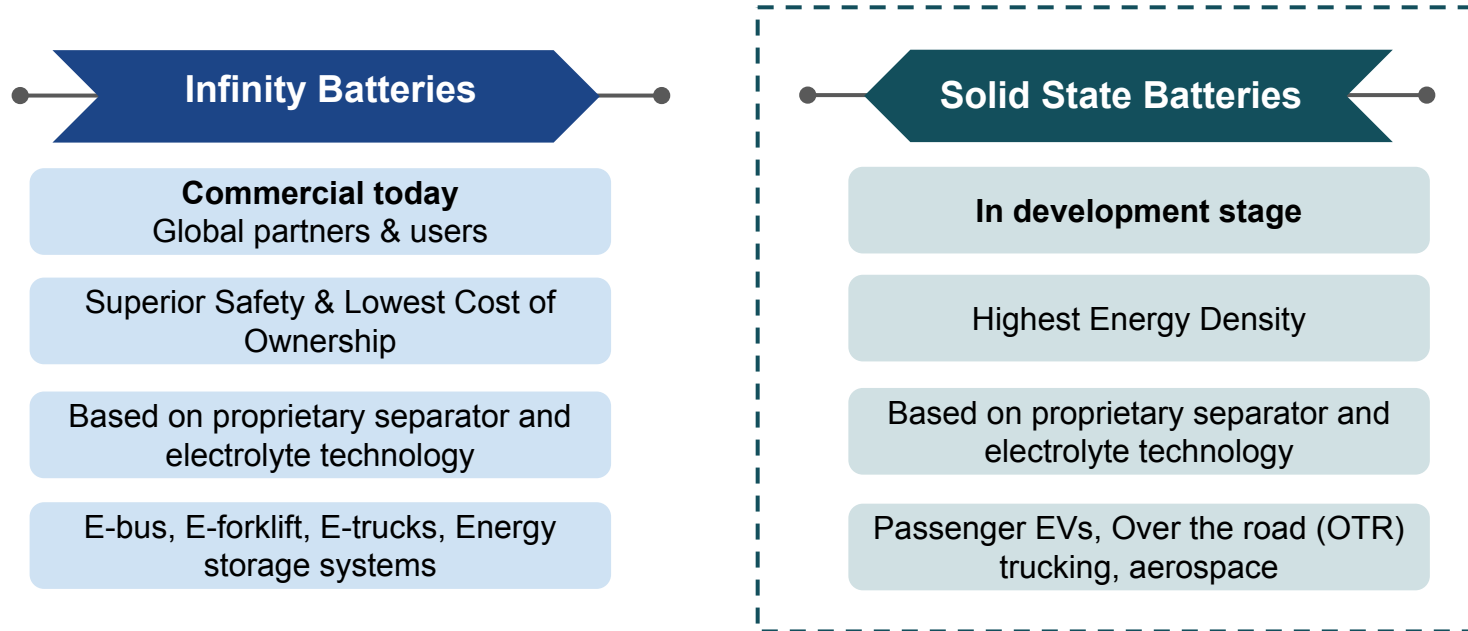 Infinity Batteries
Commercial today
Global partners & users
Superior Safety & Lowest Cost of
Ownership
Based on proprietary separator and
electrolyte technology
E-bus, E-forklift, E-trucks, Energy
storage systems
Solid State Batteries
In development stage
Highest Energy Density
Based on proprietary separator and
electrolyte technology
Passenger EVs, Over the road (OTR)
trucking, aerospace